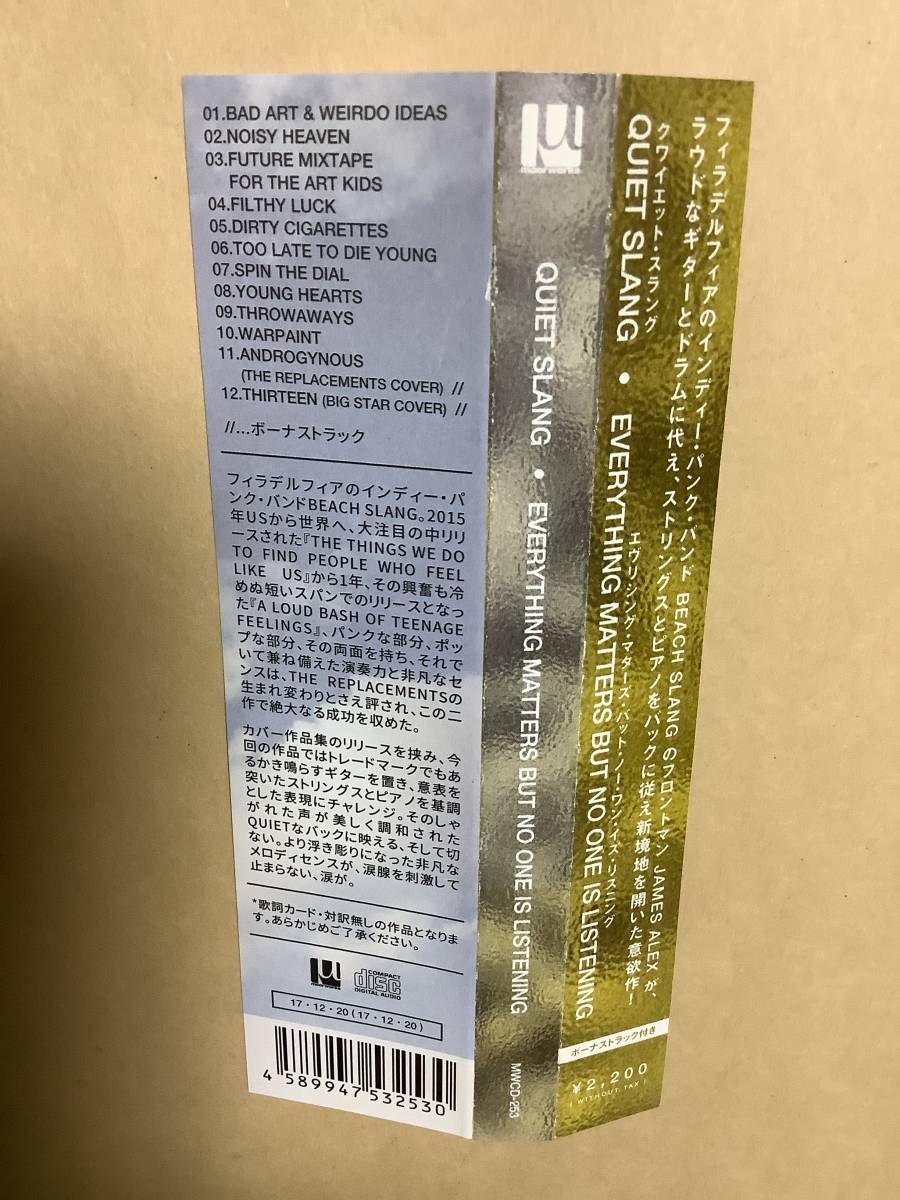 01.BAD ART & WEIRDO IDEAS
02.NOISY HEAVEN
03.FUTURE MIXTAPE
FOR THE ART KIDS
04.FILTHY LUCK
05.DIRTY CIGARETTES
06.TOO LATE TO DIE YOUNG
07.SPIN THE DIAL
08.YOUNG HEARTS
09.THROWAWAYS
10.WARPAINT
11.ANDROGYNOUS
(THE REPLACEMENTS COVER) //
12.THIRTEEN (BIG STAR COVER) //
//...ボーナストラック
フィラデルフィアのインディー・パ
ンク・バンドBEACH SLANG。2015
年USから世界へ、大注目の中リリ
ースされた『THE THINGS WE DO
TO FIND PEOPLE WHO FEEL
LIKE US』から1年、その興奮も冷
めぬ短いスパンでのリリースとなっ
た『A LOUD BASH OF TEENAGE
FEELINGS』、パンクな部分、ポッ
プな部分、その両面を持ち、それで
いて兼ね備えた演奏力と非凡なセ
ンスは、THE REPLACEMENTSの
生まれ変わりとさえ評され、この二
作で絶大なる成功を収めた。
カバー作品集のリリースを挟み、今
回の作品ではトレードマークでもあ
るかき鳴らすギターを置き、意表を
突いたストリングスとピアノを基調
とした表現にチャレンジ。そのしゃ
がれた声が美しく調和された
QUIETなバックに映える、そして切
ない。より浮き彫りになった非凡な
メロディセンスが、涙腺を刺激して
止まらない、涙が。
*歌詞カード・対訳無しの作品となりま
す。あらかじめご了承ください。
moorworks
COMPACT
disc
DIGITAL AUDIO
17・12・20(17・12・20)
4 589947 532530
moorworks
QUIET SLANG ● EVERYTHING MATTERS BUT NO ONE IS LISTENING
MWCD-253
フィラデルフィアのインディー・パンク・バンド BEACH SLANG のフロントマン JAMES ALEX が、
ラウドなギターとドラムに代え、ストリングスとピアノをバックに従え新境地を開いた意欲作！
クワイエット・スラング
エヴリシング・マターズ・バット・ノー・ワン・イズ・リスニング
QUIET SLANG ● EVERYTHING MATTERS BUT NO ONE IS LISTENING
ボーナストラック付き
¥2,200
( WITHOUT TAX )